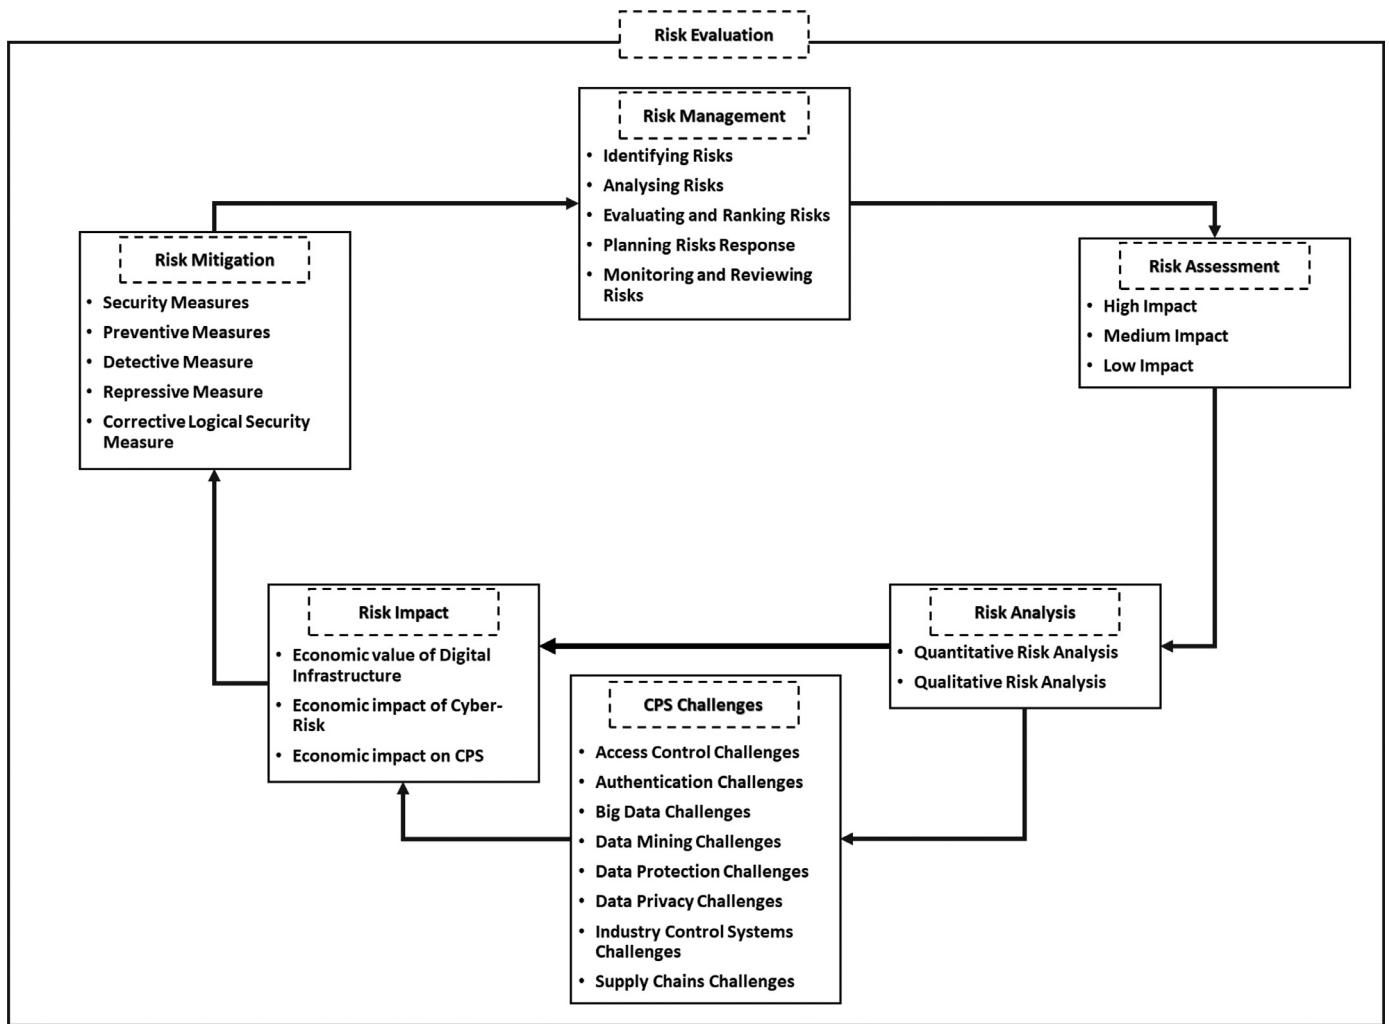 Risk Evaluation
Risk Management
• Identifying Risks
• Analysing Risks
• Evaluating and Ranking Risks
• Planning Risks Response
• Monitoring and Reviewing
Risks
Risk Assessment
• High Impact
• Medium Impact
• Low Impact
Risk Mitigation
• Security Measures
• Preventive Measures
• Detective Measure
• Repressive Measure
• Corrective Logical Security
Measure
Risk Impact
• Economic value of Digital
Infrastructure
• Economic impact of Cyber-
Risk
• Economic impact on CPS
Risk Analysis
• Quantitative Risk Analysis
• Qualitative Risk Analysis
CPS Challenges
• Access Control Challenges
• Authentication Challenges
• Big Data Challenges
• Data Mining Challenges
• Data Protection Challenges
• Data Privacy Challenges
• Industry Control Systems
Challenges
• Supply Chains Challenges